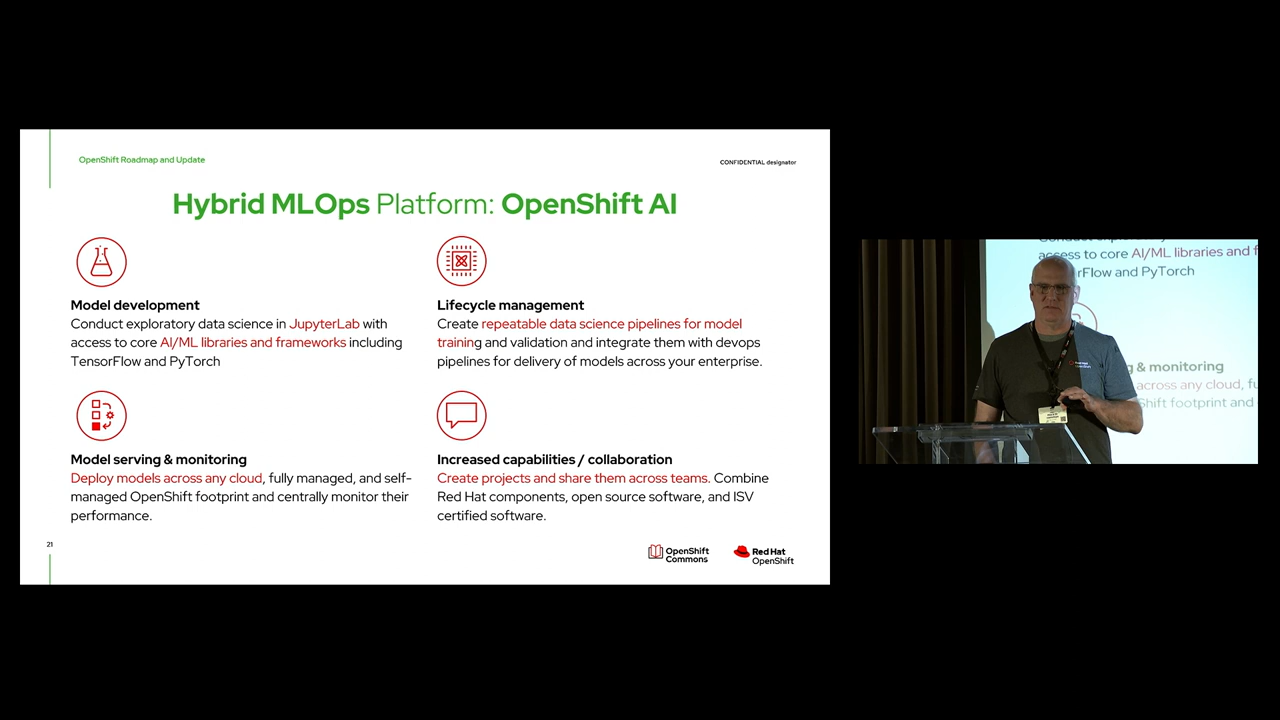 OpenShift Roadmap and Update
CONFIDENTIAL designator
Hybrid MLOps Platform: OpenShift AI
Model development
Conduct exploratory data science in JupyterLab with
access to core AI/ML libraries and frameworks including
TensorFlow and PyTorch
Lifecycle management
Create repeatable data science pipelines for model
training and validation and integrate them with devops
pipelines for delivery of models across your enterprise.
Model serving & monitoring
Deploy models across any cloud, fully managed, and self-
managed OpenShift footprint and centrally monitor their
performance.
Increased capabilities / collaboration
Create projects and share them across teams. Combine
Red Hat components, open source software, and ISV
certified software.
21
OpenShift
Commons
Red Hat
OpenShift
access to core AI/ML libraries and f
rFlow and PyTorch
g & monitoring
across any cloud, fu
Shift footprint and